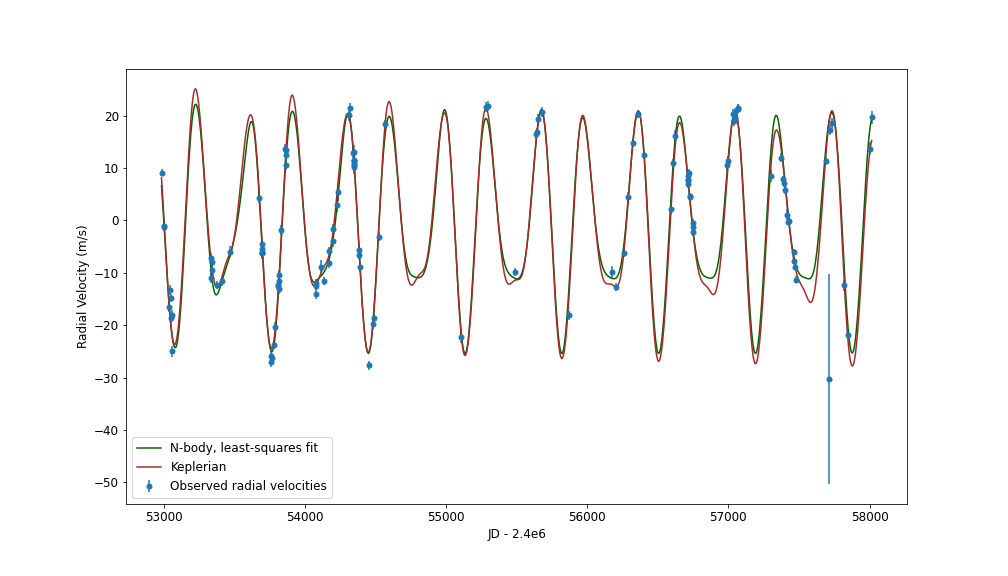 Radial Velocity (m/s)
20
10
0
−10
−20
−30
−40
−50
N-body, least-squares fit
Keplerian
Observed radial velocities
53000 54000 55000 56000 57000 58000
JD - 2.4e6